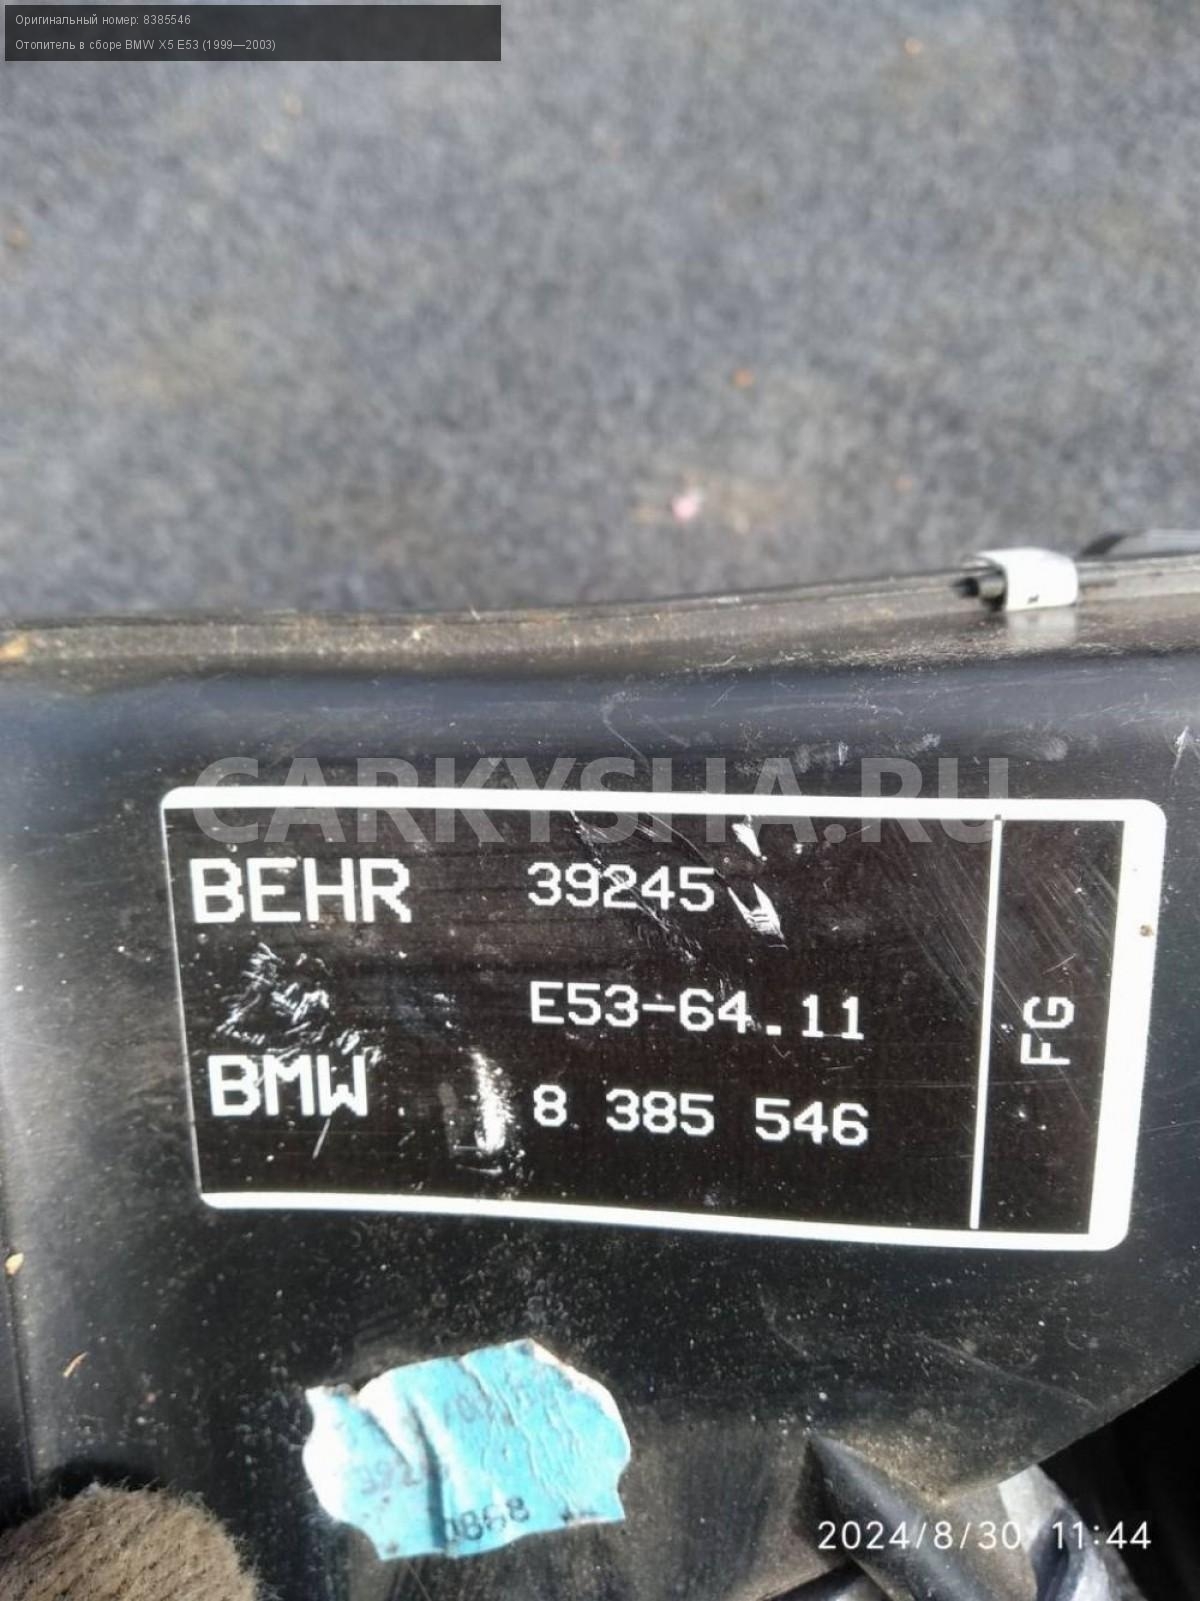 Оригинальный номер: 8385546
Отопитель в сборе BMW X5 E53 (1999—2003)
CARKYSHA.RU
BEHR 39245
E53-64.11
FG
BMW 8 385 546
0868
2024/8/30 11:44